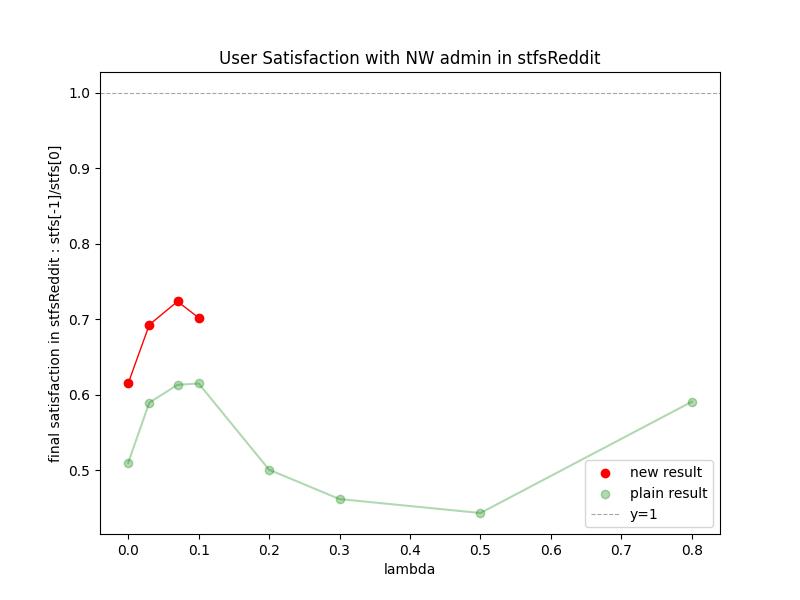 User Satisfaction with NW admin in stfsReddit
final satisfaction in stfsReddit : stfs[-1]/stfs[0]
1.0
0.9
0.8
0.7
0.6
0.5
new result
plain result
y=1
0.0 0.1 0.2 0.3 0.4 0.5 0.6 0.7 0.8
lambda